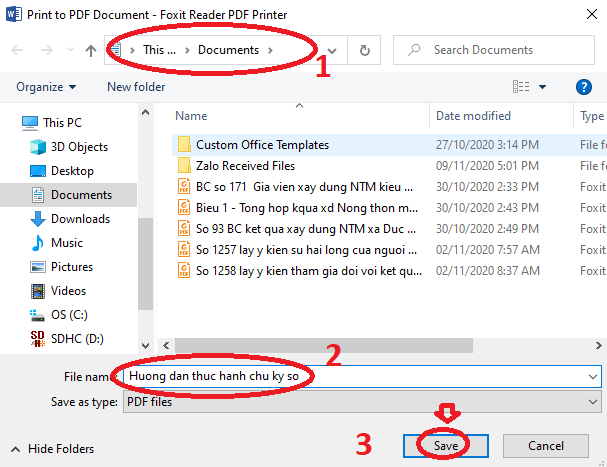 Print to PDF Document - Foxit Reader PDF Printer
This ... Documents
Search Documents
1
Organize New folder ?
This PC
3D Objects
Desktop
Documents
Downloads
Music
Pictures
Videos
OS (C:)
SDHC (D:)
Name Date modified Type
Custom Office Templates 27/10/2020 3:14 PM File f
Zalo Received Files 09/11/2020 5:01 PM File f
BC so 171 Gia vien xay dung NTM kieu ... 30/10/2020 2:33 PM Foxit
Bieu 1 - Tong hop kqua xd Nong thon m... 30/10/2020 2:43 PM Foxit
So 93 BC ket qua xay dung NTM xa Duc ... 30/10/2020 2:49 PM Foxit
So 1257 lay y kien su hai long cua nguoi ... 02/11/2020 7:57 AM Foxit
So 1258 lay y kien tham gia doi voi ket qu... 02/11/2020 8:37 AM Foxit
2
File name: Huong dan thuc hanh chu ky so
Save as type: PDF files
Hide Folders
3
Save Cancel